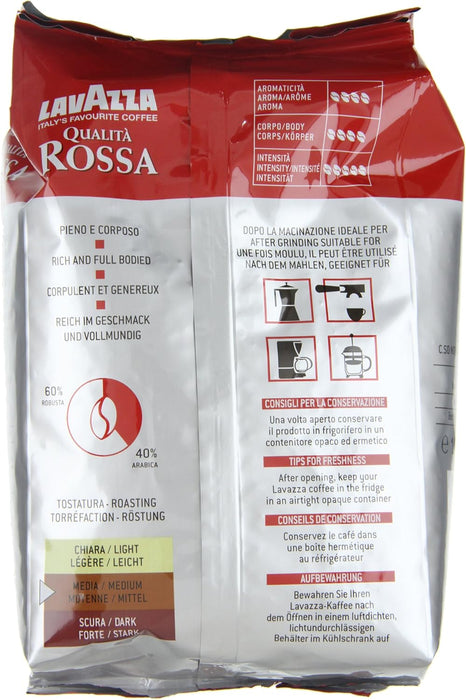 LAVAZZA
ITALY'S FAVOURITE COFFEE
QUALITÀ
ROSSA
PIENO E CORPOSO
RICH AND FULL BODIED
CORPULENT ET GENEREUX
REICH IM GESCHMACK
UND VOLLMUNDIG
60%
ROBUSTA
40%
ARABICA
TOSTATURA - ROASTING
TORRÉFACTION - RÖSTUNG
CHIARA / LIGHT
LÉGÈRE / LEICHT
MEDIA / MEDIUM
MOYENNE / MITTEL
SCURA / DARK
FORTE / STARK
AROMATICITÀ
AROMA/ARÔME
AROMA
CORPO/BODY
CORPS/KÖRPER
INTENSITÀ
INTENSITY/INTENSITÉ
INTENSITÄT
DOPO LA MACINAZIONE IDEALE PER
AFTER GRINDING SUITABLE FOR
UNE FOIS MOULU, IL PEUT ÊTRE UTILISÉ
NACH DEM MAHLEN, GEEIGNET FÜR
CONSIGLI PER LA CONSERVAZIONE
Una volta aperto conservare
il prodotto in frigorifero in un
contenitore opaco ed ermetico
TIPS FOR FRESHNESS
After opening, keep your
Lavazza coffee in the fridge
in an airtight opaque container
CONSEILS DE CONSERVATION
Conservez le café dans
une boîte hermétique
au réfrigérateur
AUFBEWAHRUNG
Bewahren Sie Ihren
Lavazza-Kaffee nach
dem Öffnen in einem luftdichten,
lichtundurchlässigen
Behälter im Kühlschrank auf